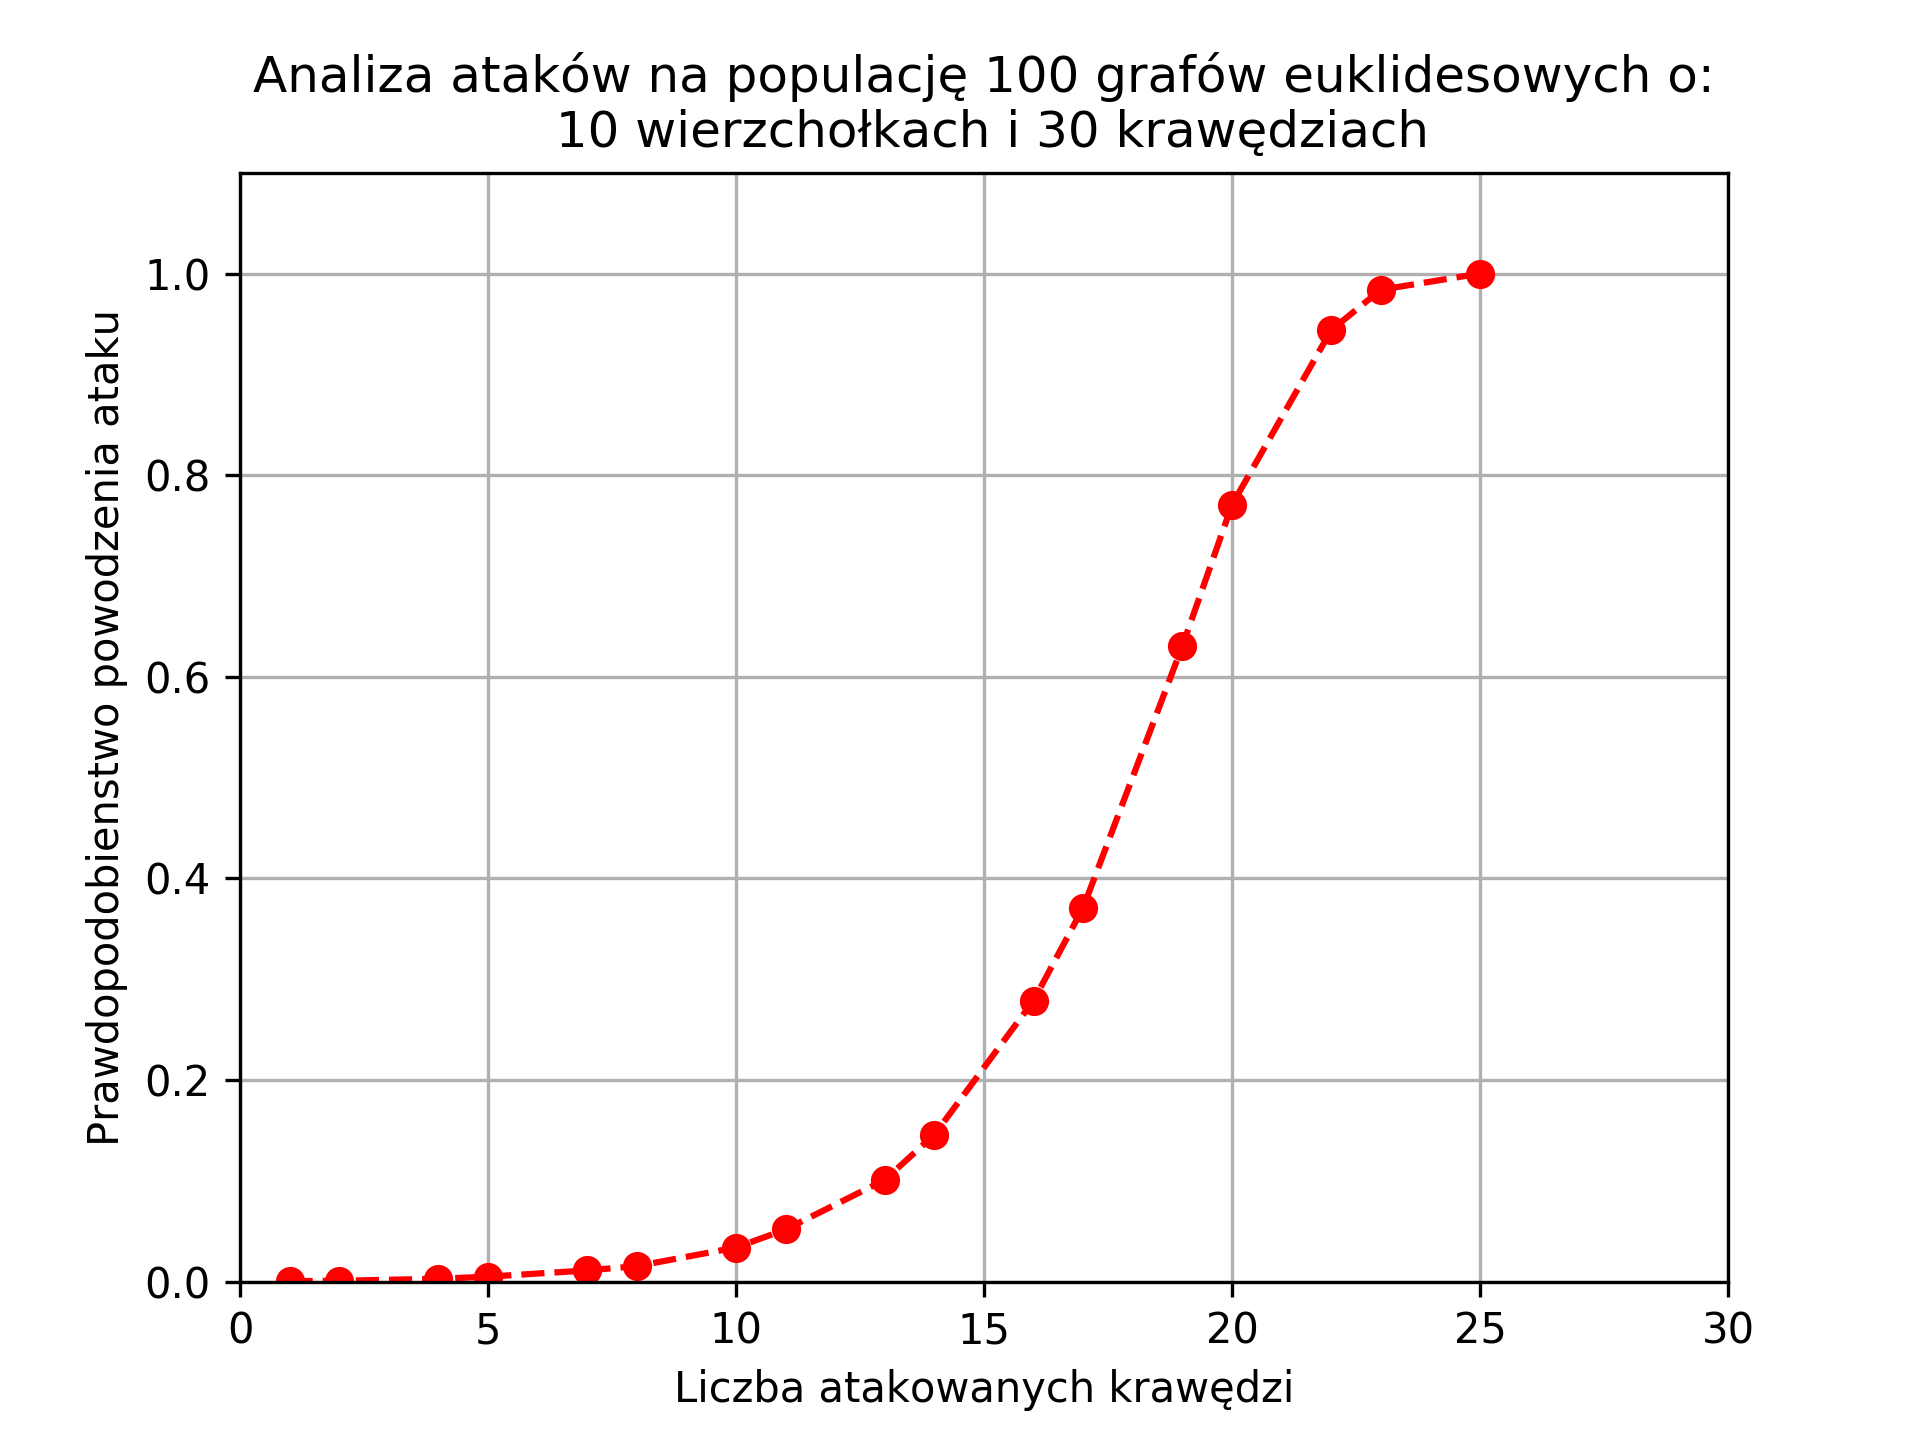 Analiza ataków na populację 100 grafów euklidesowych o:
10 wierzchołkach i 30 krawędziach
Prawdopodobienstwo powodzenia ataku
1.0
0.8
0.6
0.4
0.2
0.0
0 5 10 15 20 25 30
Liczba atakowanych krawędzi